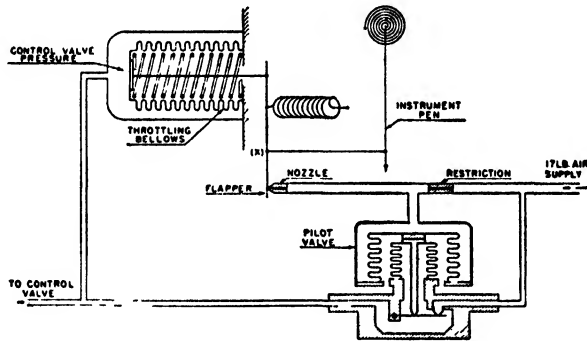 CONTROL VALVE
PRESSURE
THROTTLING
BELLOWS
INSTRUMENT
PEN
(X)
NOZZLE
RESTRICTION
17LB. AIR
SUPPLY
FLAPPER
PILOT
VALVE
TO CONTROL
VALVE